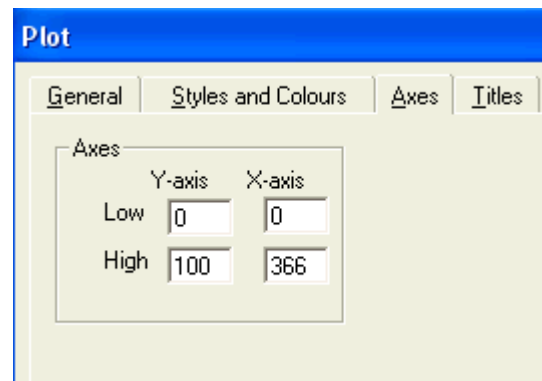 Plot
General Styles and Colours Axes Titles
Axes
Y-axis X-axis
Low 0 0
High 100 366